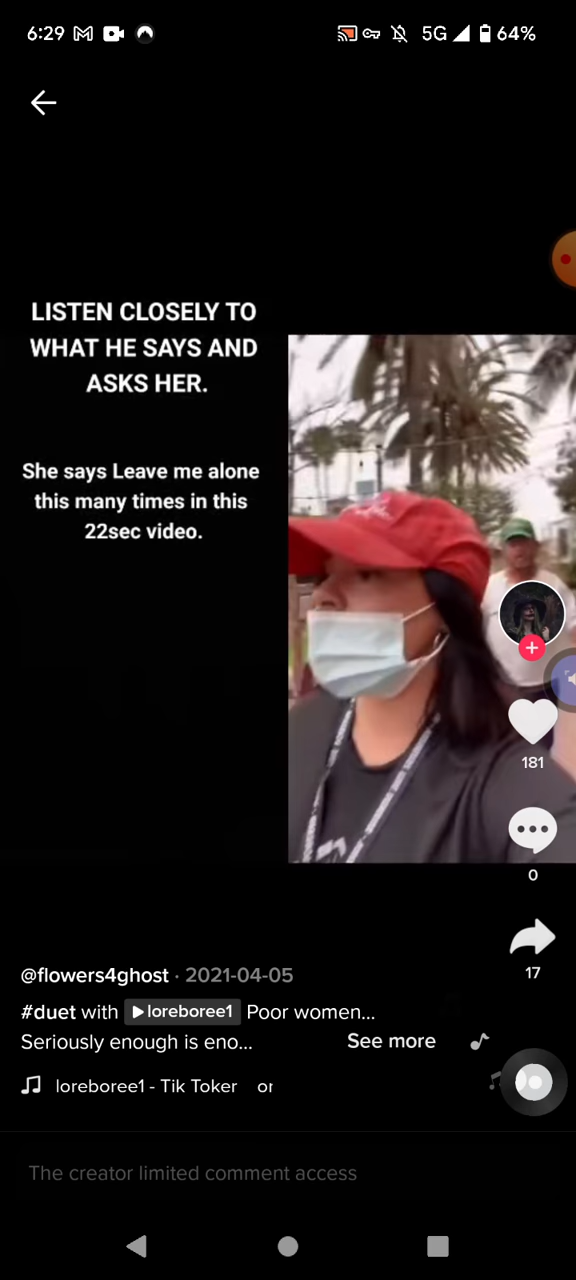 6:29
5G
64%
LISTEN CLOSELY TO
WHAT HE SAYS AND
ASKS HER.
She says Leave me alone
this many times in this
22sec video.
181
0
17
@flowers4ghost · 2021-04-05
#duet with loreboree1 Poor women...
Seriously enough is eno... See more
loreboree1 - Tik Toker or
The creator limited comment access